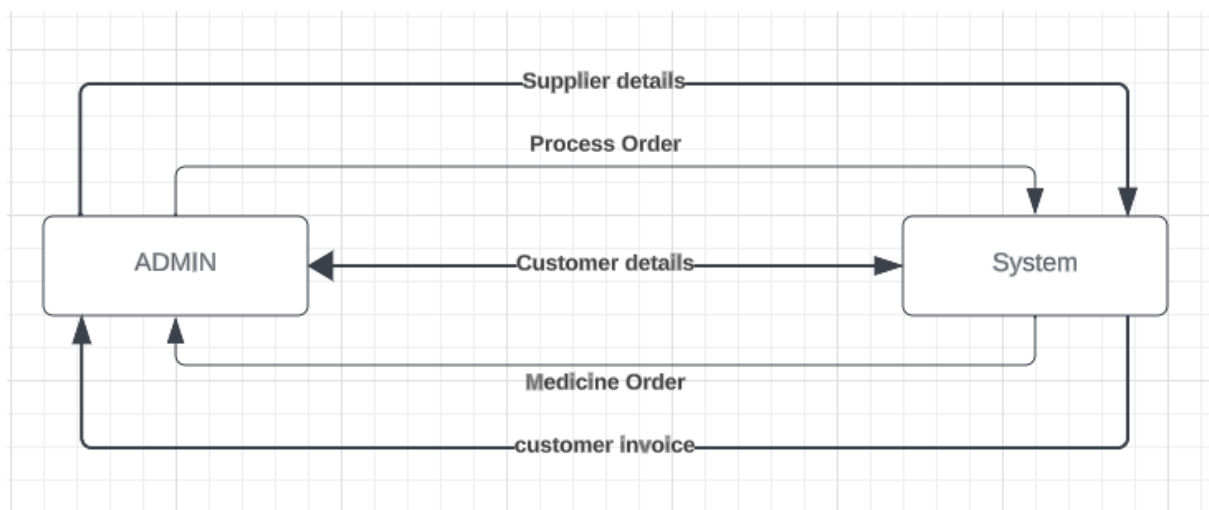 Supplier details
Process Order
ADMIN
Customer details
System
Medicine Order
customer invoice